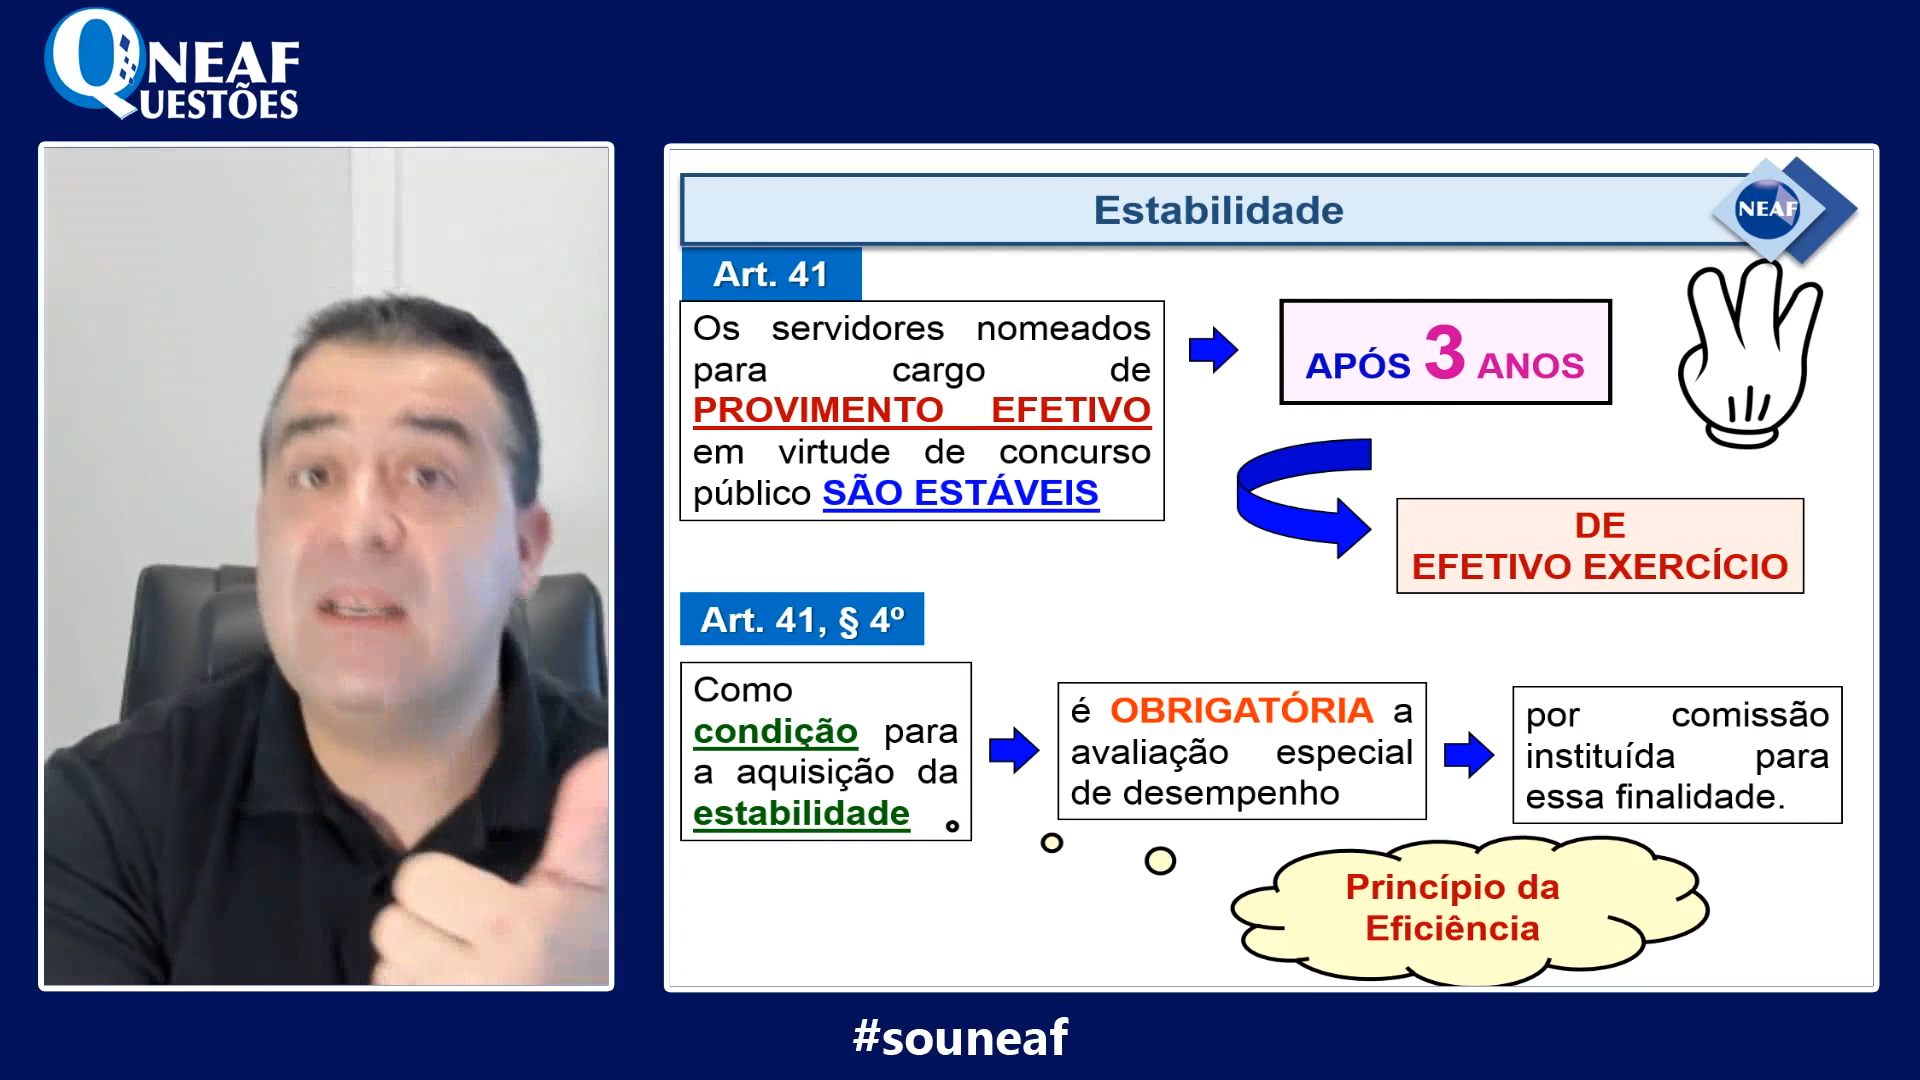 QNEAF
QUESTÕES
Estabilidade
NEAF
Art. 41
Os servidores nomeados
para cargo de
PROVIMENTO EFETIVO
em virtude de concurso
público SÃO ESTÁVEIS
APÓS 3 ANOS
DE
EFETIVO EXERCÍCIO
Art. 41, § 4º
Como
condição para
a aquisição da
estabilidade
é OBRIGATÓRIA a
avaliação especial
de desempenho
por comissão
instituída para
essa finalidade.
Princípio da
Eficiência
#souneaf